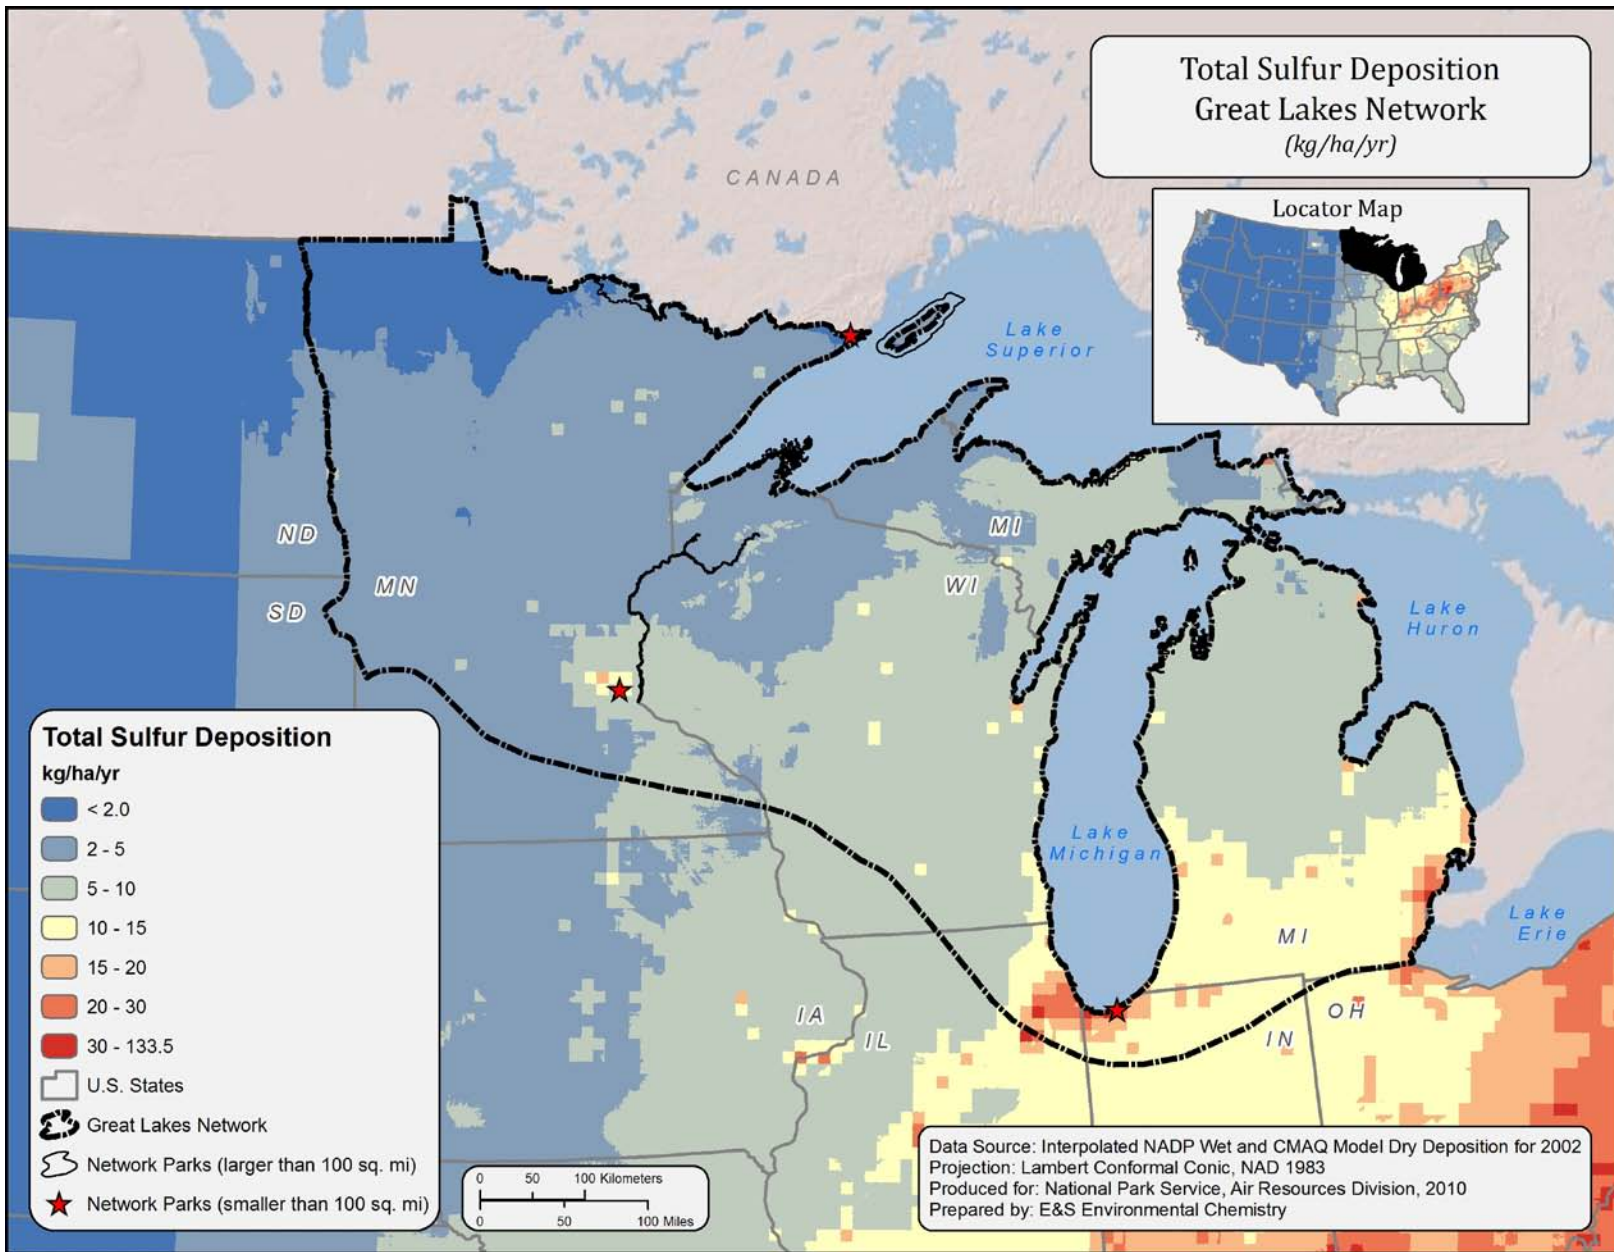 Total Sulfur Deposition
Great Lakes Network
(kg/ha/yr)
CANADA
Locator Map
Lake
Superior
ND
MN
SD
MI
WI
Lake
Huron
Lake
Michigan
MI
Lake
Erie
IA
IL
OH
IN
Total Sulfur Deposition
kg/ha/yr
< 2.0
2 - 5
5 - 10
10 - 15
15 - 20
20 - 30
30 - 133.5
U.S. States
Great Lakes Network
Network Parks (larger than 100 sq. mi)
Network Parks (smaller than 100 sq. mi)
0 50 100 Kilometers
0 50 100 Miles
Data Source: Interpolated NADP Wet and CMAQ Model Dry Deposition for 2002
Projection: Lambert Conformal Conic, NAD 1983
Produced for: National Park Service, Air Resources Division, 2010
Prepared by: E&S Environmental Chemistry